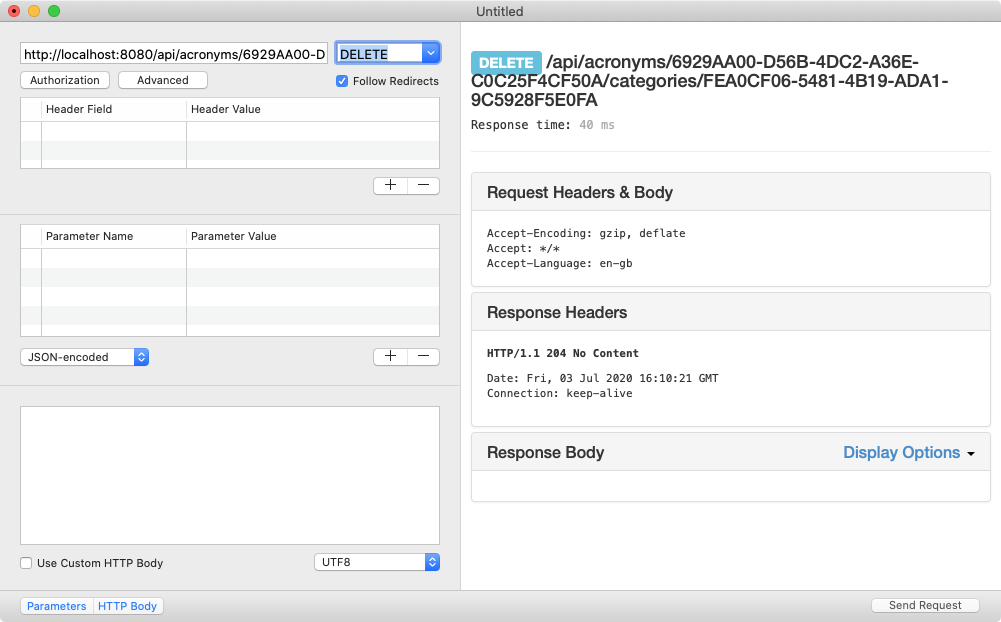 Untitled
http://localhost:8080/api/acronyms/6929AA00-D
DELETE
Authorization
Advanced
Follow Redirects
Header Field
Header Value
Parameter Name
Parameter Value
JSON-encoded
Use Custom HTTP Body
UTF8
Parameters
HTTP Body
DELETE /api/acronyms/6929AA00-D56B-4DC2-A36E-
C0C25F4CF50A/categories/FEA0CF06-5481-4B19-ADA1-
9C5928F5E0FA
Response time: 40 ms
Request Headers & Body
Accept-Encoding: gzip, deflate
Accept: */*
Accept-Language: en-gb
Response Headers
HTTP/1.1 204 No Content
Date: Fri, 03 Jul 2020 16:10:21 GMT
Connection: keep-alive
Response Body
Display Options
Send Request